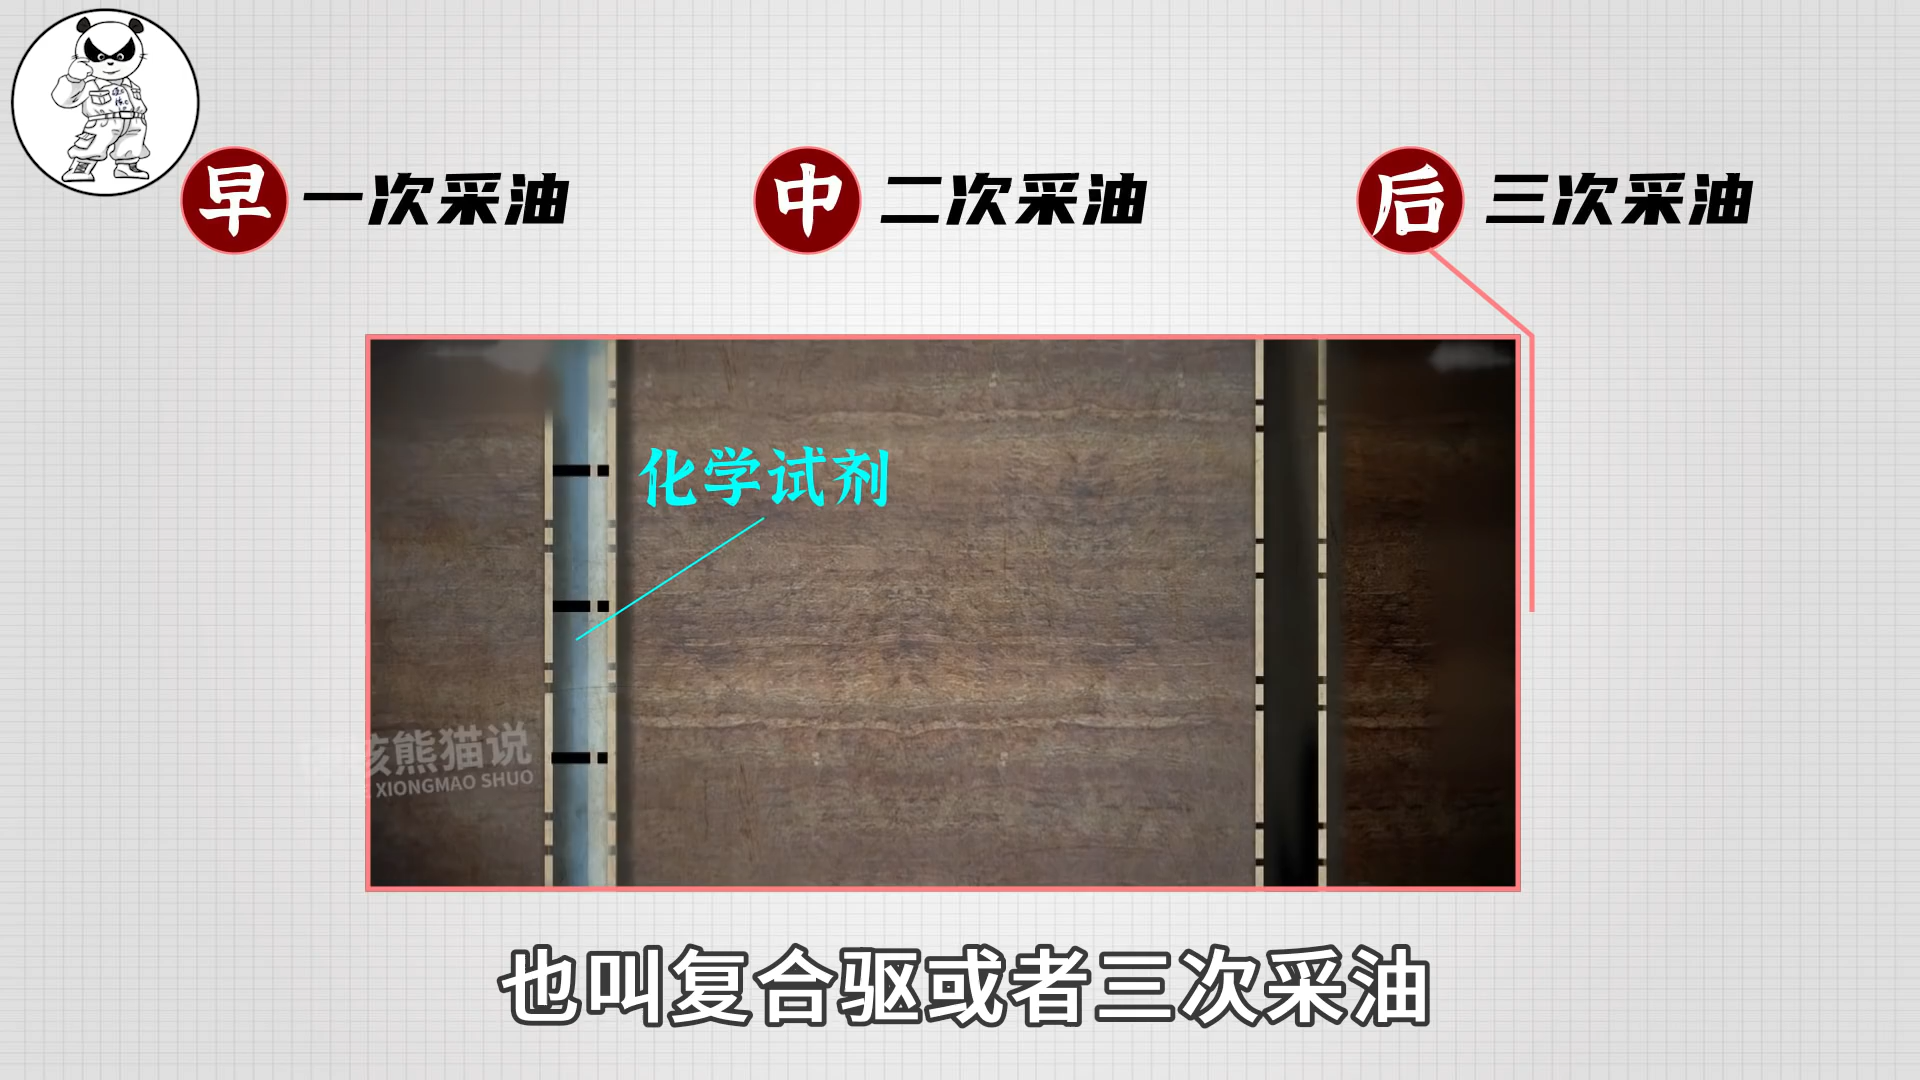 早 一次采油
中 二次采油
后 三次采油
化学试剂
核熊猫说
XIONGMAO SHUO
也叫复合驱或者三次采油